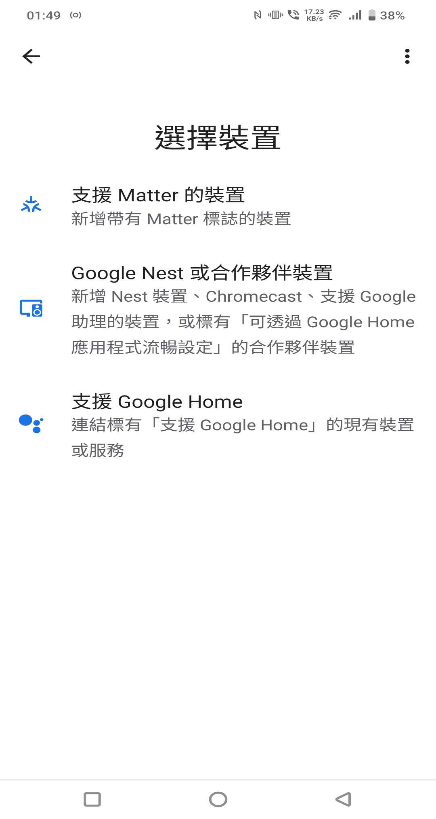 01:49 17.23 KB/s 38%
選擇裝置
支援 Matter 的裝置
新增帶有 Matter 標誌的裝置
Google Nest 或合作夥伴裝置
新增 Nest 裝置、Chromecast、支援 Google
助理的裝置，或標有「可透過 Google Home
應用程式流暢設定」的合作夥伴裝置
支援 Google Home
連結標有「支援 Google Home」的現有裝置
或服務